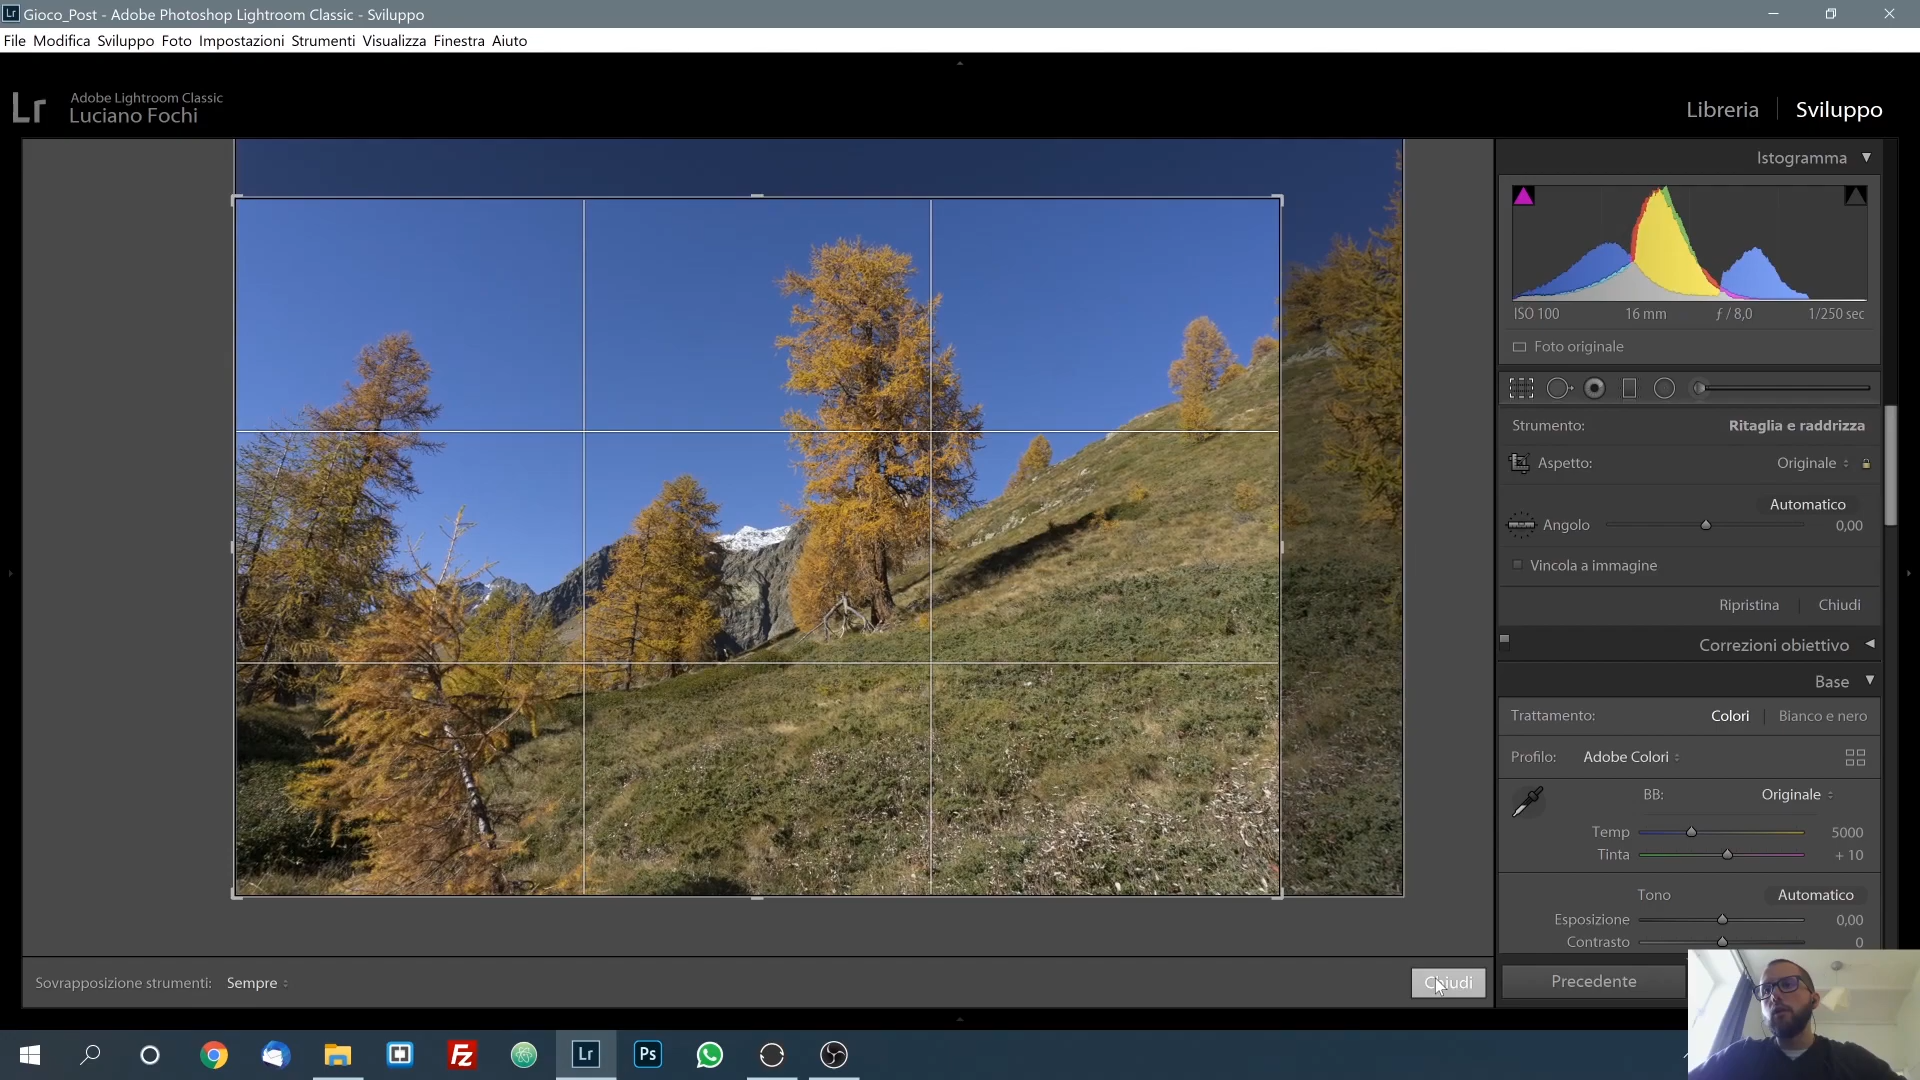 Lr Gioco_Post - Adobe Photoshop Lightroom Classic - Sviluppo
File Modifica Sviluppo Foto Impostazioni Strumenti Visualizza Finestra Aiuto
Lr
Adobe Lightroom Classic
Luciano Fochi
Libreria | Sviluppo
Istogramma
ISO 100 16 mm ƒ / 8,0 1/250 sec
Foto originale
Strumento: Ritaglia e raddrizza
Aspetto: Originale
Automatico
Angolo 0,00
Vincola a immagine
Ripristina | Chiudi
Correzioni obiettivo
Base
Trattamento: Colori | Bianco e nero
Profilo: Adobe Colori
BB: Originale
Temp 5000
Tinta + 10
Tono Automatico
Esposizione 0,00
Contrasto 0
Sovrapposizione strumenti: Sempre
Chiudi
Precedente
Fz
Lr
Ps